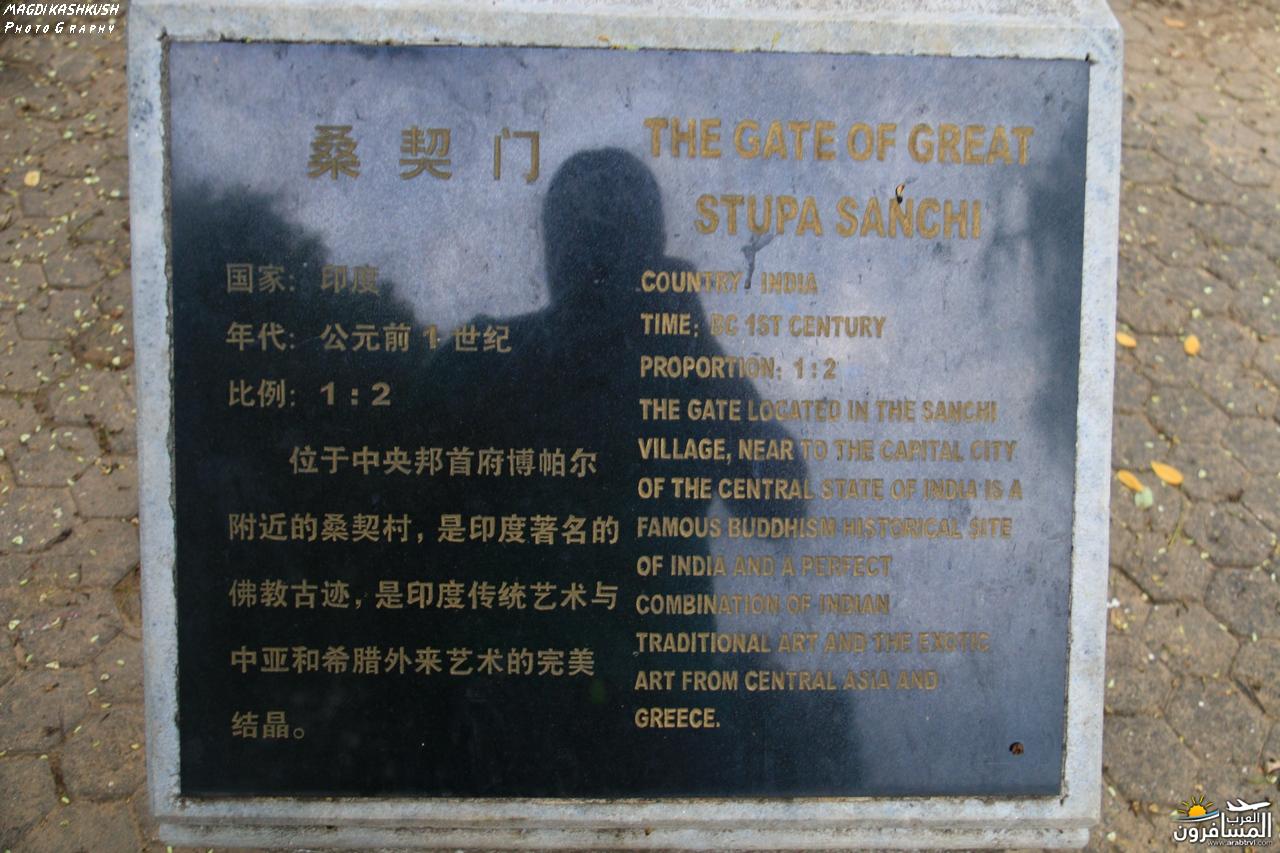 MAGDI KASHKUSH
PHOTOGRAPHY
桑契门
国家：印度
年代：公元前1世纪
比例：1：2
位于中央邦首府博帕尔
附近的桑契村，是印度著名的
佛教古迹，是印度传统艺术与
中亚和希腊外来艺术的完美
结晶。
THE GATE OF GREAT
STUPA SANCHI
COUNTRY: INDIA
TIME: BC 1ST CENTURY
PROPORTION: 1:2
THE GATE LOCATED IN THE SANCHI
VILLAGE, NEAR TO THE CAPITAL CITY
OF THE CENTRAL STATE OF INDIA IS A
FAMOUS BUDDHISM HISTORICAL SITE
OF INDIA AND A PERFECT
COMBINATION OF INDIAN
TRADITIONAL ART AND THE EXOTIC
ART FROM CENTRAL ASIA AND
GREECE.
العرب
المسافرون
www.arabtrvl.com